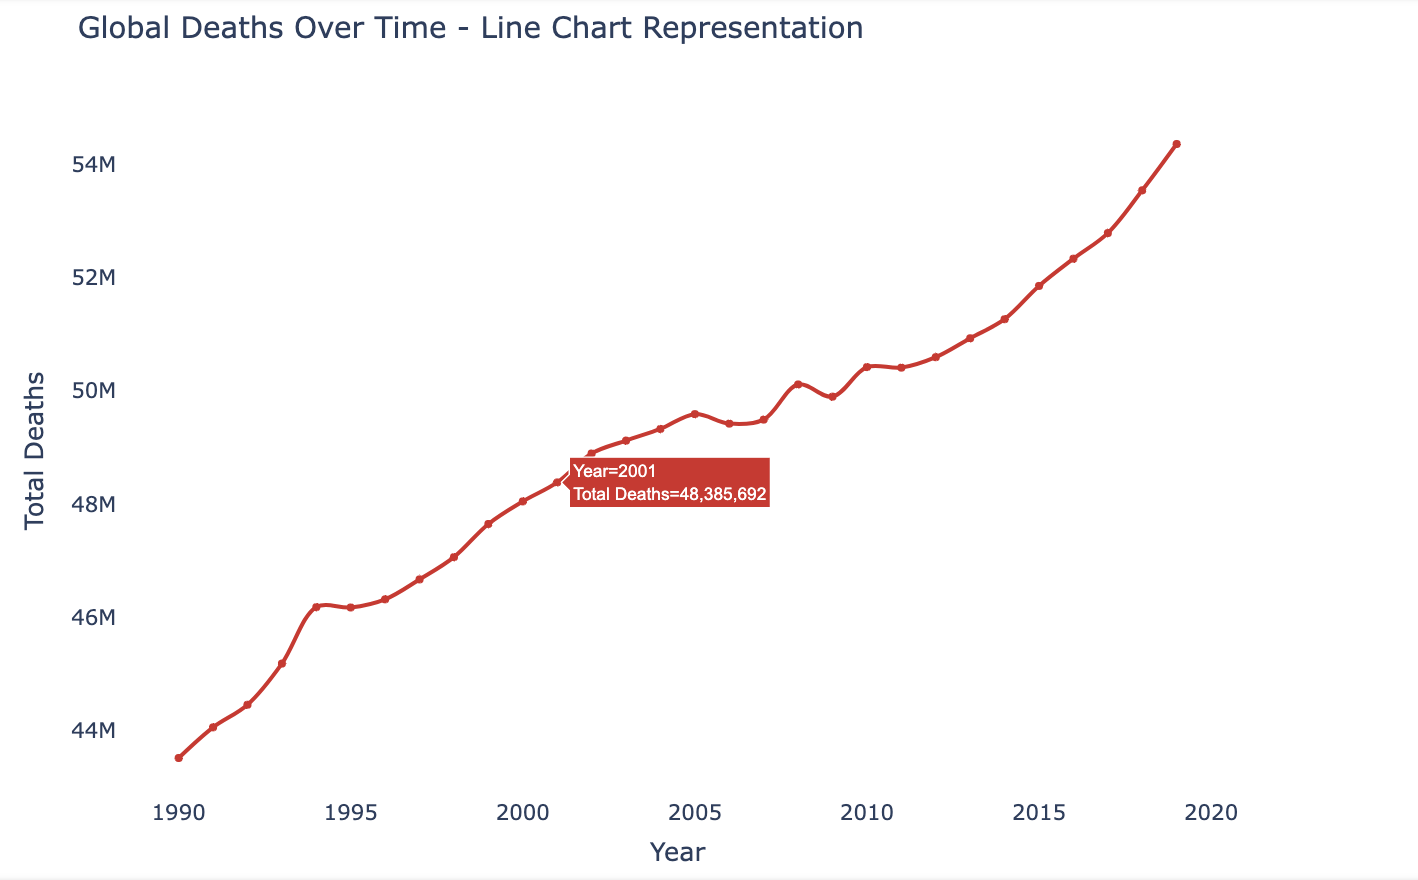 Global Deaths Over Time - Line Chart Representation
54M
52M
50M
48M
46M
44M
Total Deaths
Year=2001
Total Deaths=48,385,692
1990
1995
2000
2005
2010
2015
2020
Year